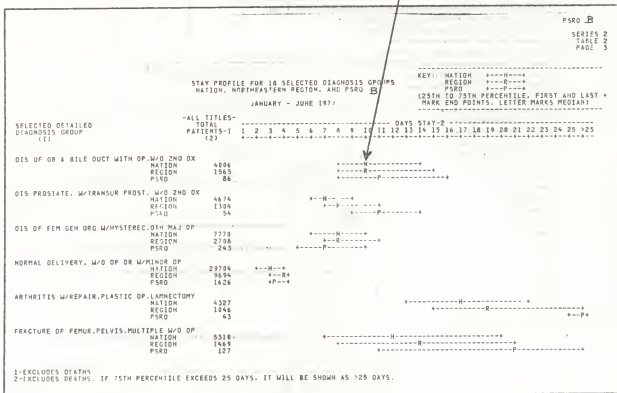 PSRO B
SERIES 2
TABLE 2
PAGE 3
STAY PROFILE FOR 18 SELECTED DIAGNOSIS GROUPS
NATION, NORTHEASTERN REGION, AND PSRO B
JANUARY - JUNE 1977
KEY: NATION +---N---+
REGION +---R---+
PSRO +---P---+
(25TH TO 75TH PERCENTILE, FIRST AND LAST +
MARK END POINTS, LETTER MARKS MEDIAN)
SELECTED DETAILED
DIAGNOSIS GROUP
(1)
-ALL TITLES-
TOTAL
PATIENTS-1
(2)
DAYS STAY-2
1 2 3 4 5 6 7 8 9 10 11 12 13 14 15 16 17 18 19 20 21 22 23 24 25 >25
DIS OF GB & BILE DUCT WITH OP, W/O 2ND DX
NATION 4006
REGION 1565
PSRO 86
DIS PROSTATE, W/TRANSUR PROST, W/O 2ND DX
NATION 4674
REGION 1304
PSRO 54
DIS OF FEM GEN ORG W/HYSTEREC, OTH MAJ OP
NATION 7770
REGION 2708
PSRO 243
NORMAL DELIVERY, W/O OP OR W/MINOR OP
NATION 29704
REGION 9694
PSRO 1626
ARTHRITIS W/REPAIR, PLASTIC OP, LAMNECTOMY
NATION 4327
REGION 1046
PSRO 43
FRACTURE OF FEMUR, PELVIS, MULTIPLE W/O OP
NATION 5310
REGION 1469
PSRO 127
1-EXCLUDES DEATHS
2-EXCLUDES DEATHS. IF 75TH PERCENTILE EXCEEDS 25 DAYS, IT WILL BE SHOWN AS >25 DAYS.